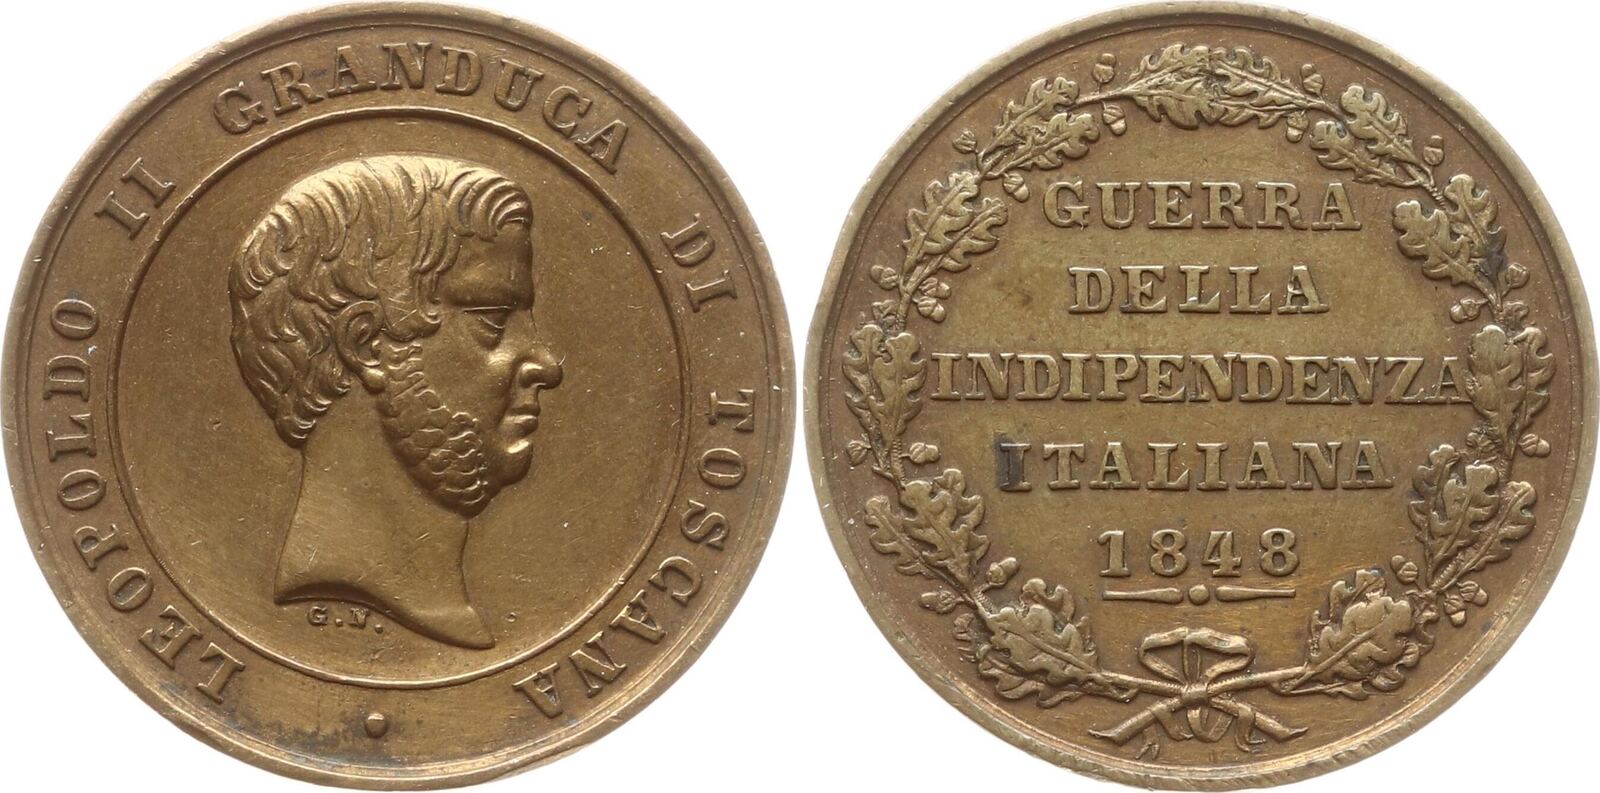 LEOPOLDO II GRANDUCA DI TOSCANA
G.N.
GUERRA
DELLA
INDIPENDENZA
ITALIANA
1848